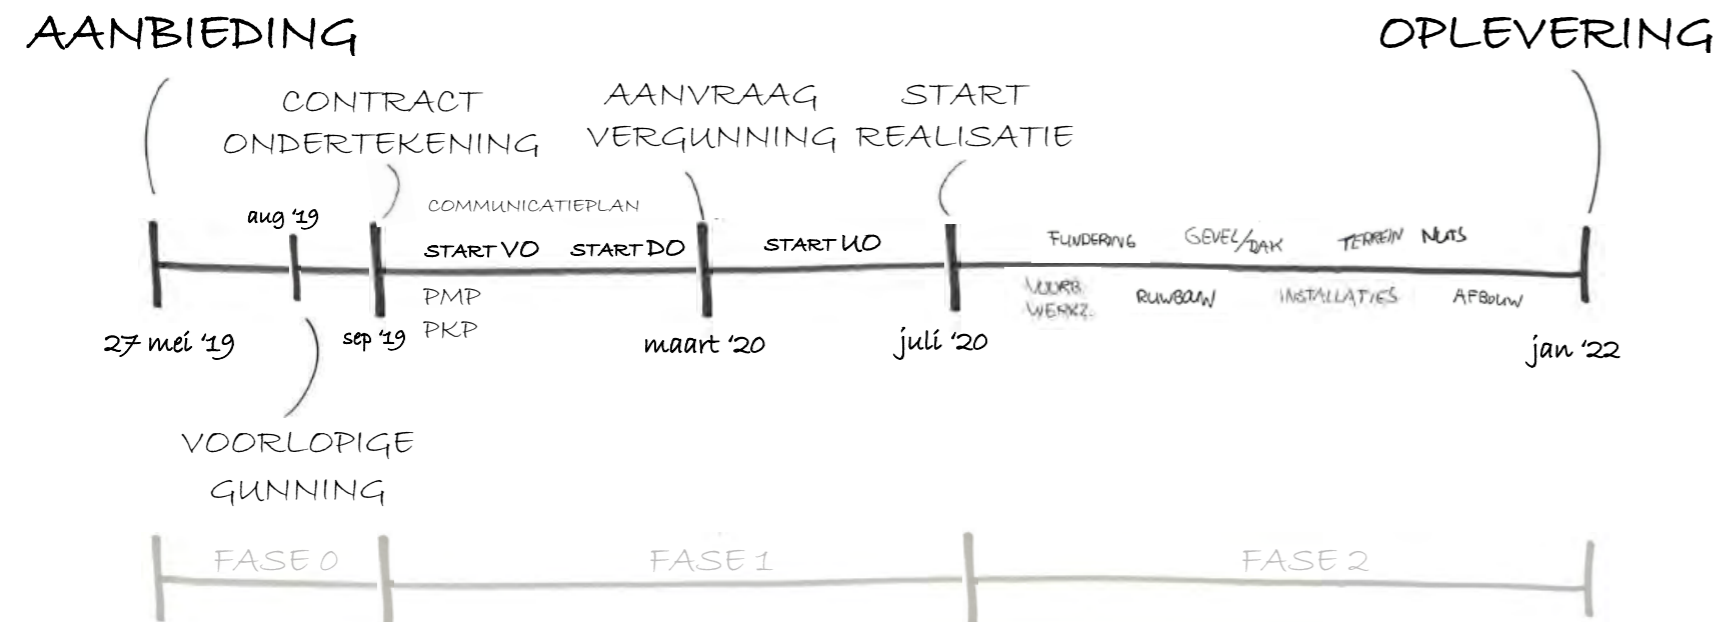 AANBIEDING
OPLEVERING
CONTRACT
ONDERTEKENING
AANVRAAG
VERGUNNING
START
REALISATIE
aug '19
COMMUNICATIEPLAN
START VO
START DO
START UO
FUNDERING
GEVEL/DAK
TERREIN
NUTS
PMP
PKP
VOORB.
WERKZ.
RUWBOUW
INSTALLATIES
AFBOUW
27 mei '19
sep '19
maart '20
juli '20
jan '22
VOORLOPIGE
GUNNING
FASE 0
FASE 1
FASE 2